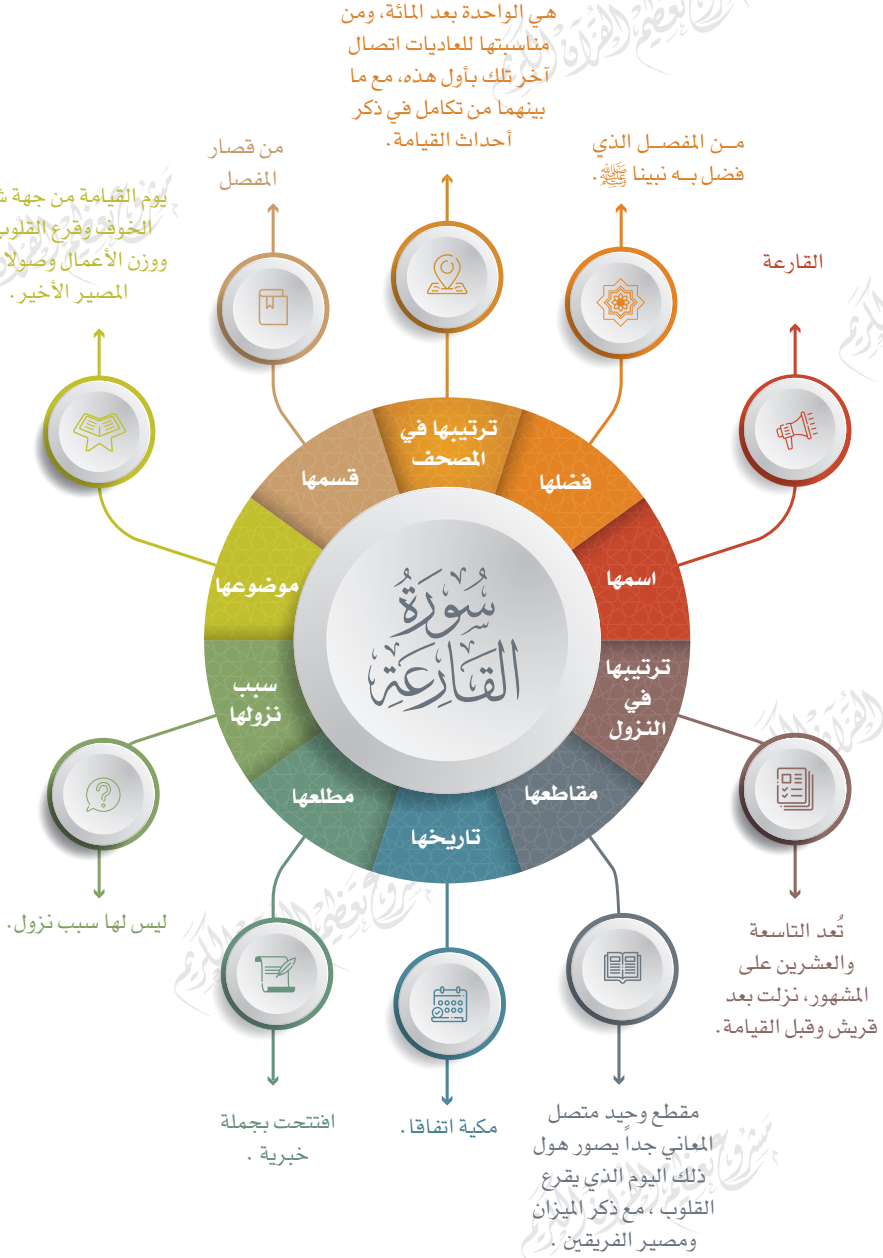 هي الواحدة بعد المائة، ومن
مناسبتها للعاديات اتصال
آخر تلك بأول هذه، مع ما
بينهما من تكامل في ذكر
أحداث القيامة.
مـن المفصـل الذي
فضل بـه نبينا ﷺ.
من قصار
المفصل
القارعة
يوم القيامة من جهة
الخوف وقرع القلوب
ووزن الأعمال وصولا
المصير الأخير.
ترتيبها في
المصحف
فضلها
قسمها
اسمها
موضوعها
سُورَةُ
القَارِعَةِ
ترتيبها
في
النزول
سبب
نزولها
مقاطعها
مطلعها
تاريخها
تُعد التاسعة
والعشرين على
المشهور، نزلت بعد
قريش وقبل القيامة.
ليس لها سبب نزول.
مقطع وحيد متصل
المعاني جداً يصور هول
ذلك اليوم الذي يقرع
القلوب ، مع ذكر الميزان
ومصير الفريقين .
مكية اتفاقا .
افتتحت بجملة
خبرية .
مشروع تعظيم القرآن الكريم